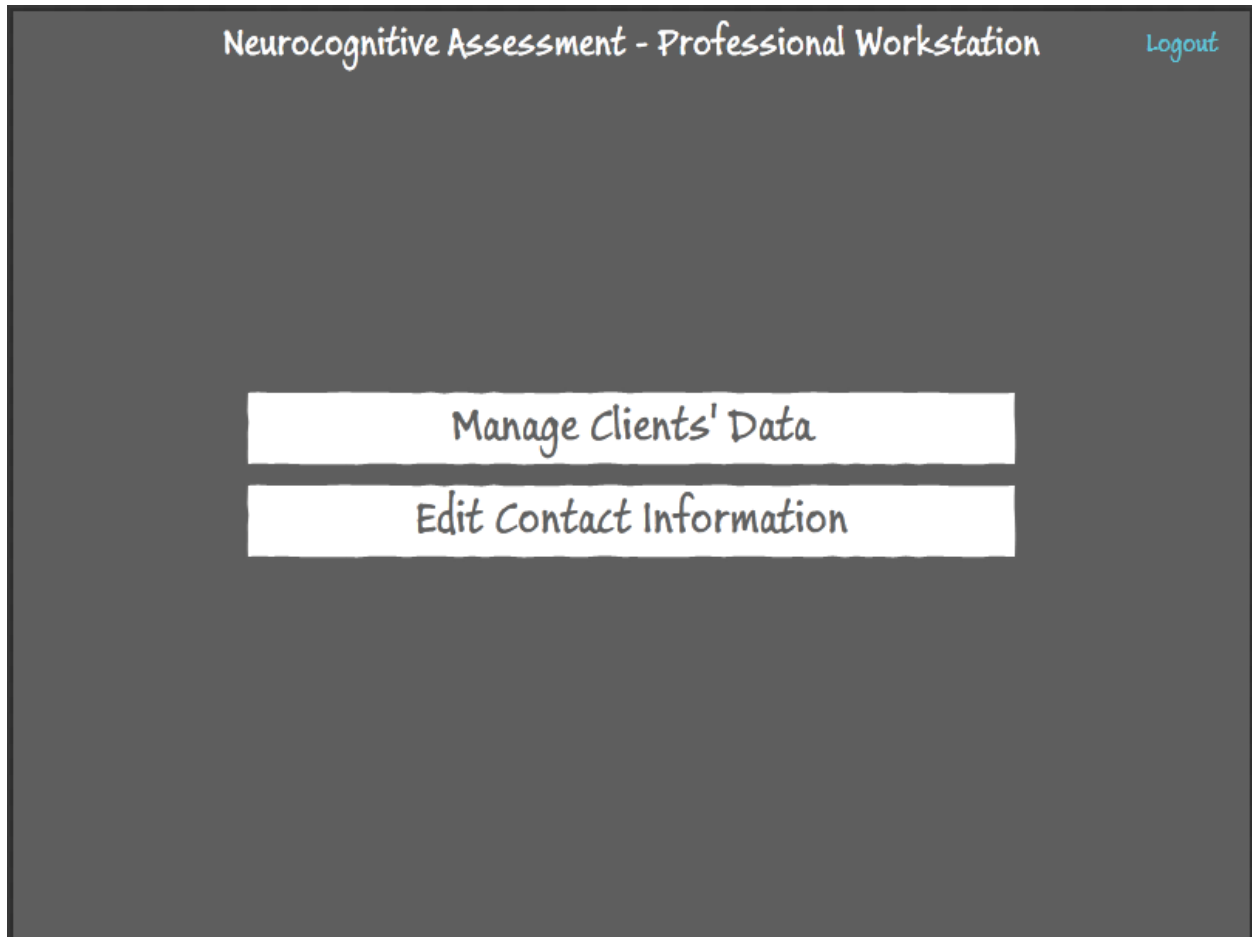 Neurocognitive Assessment - Professional Workstation
Logout
Manage Clients' Data
Edit Contact Information